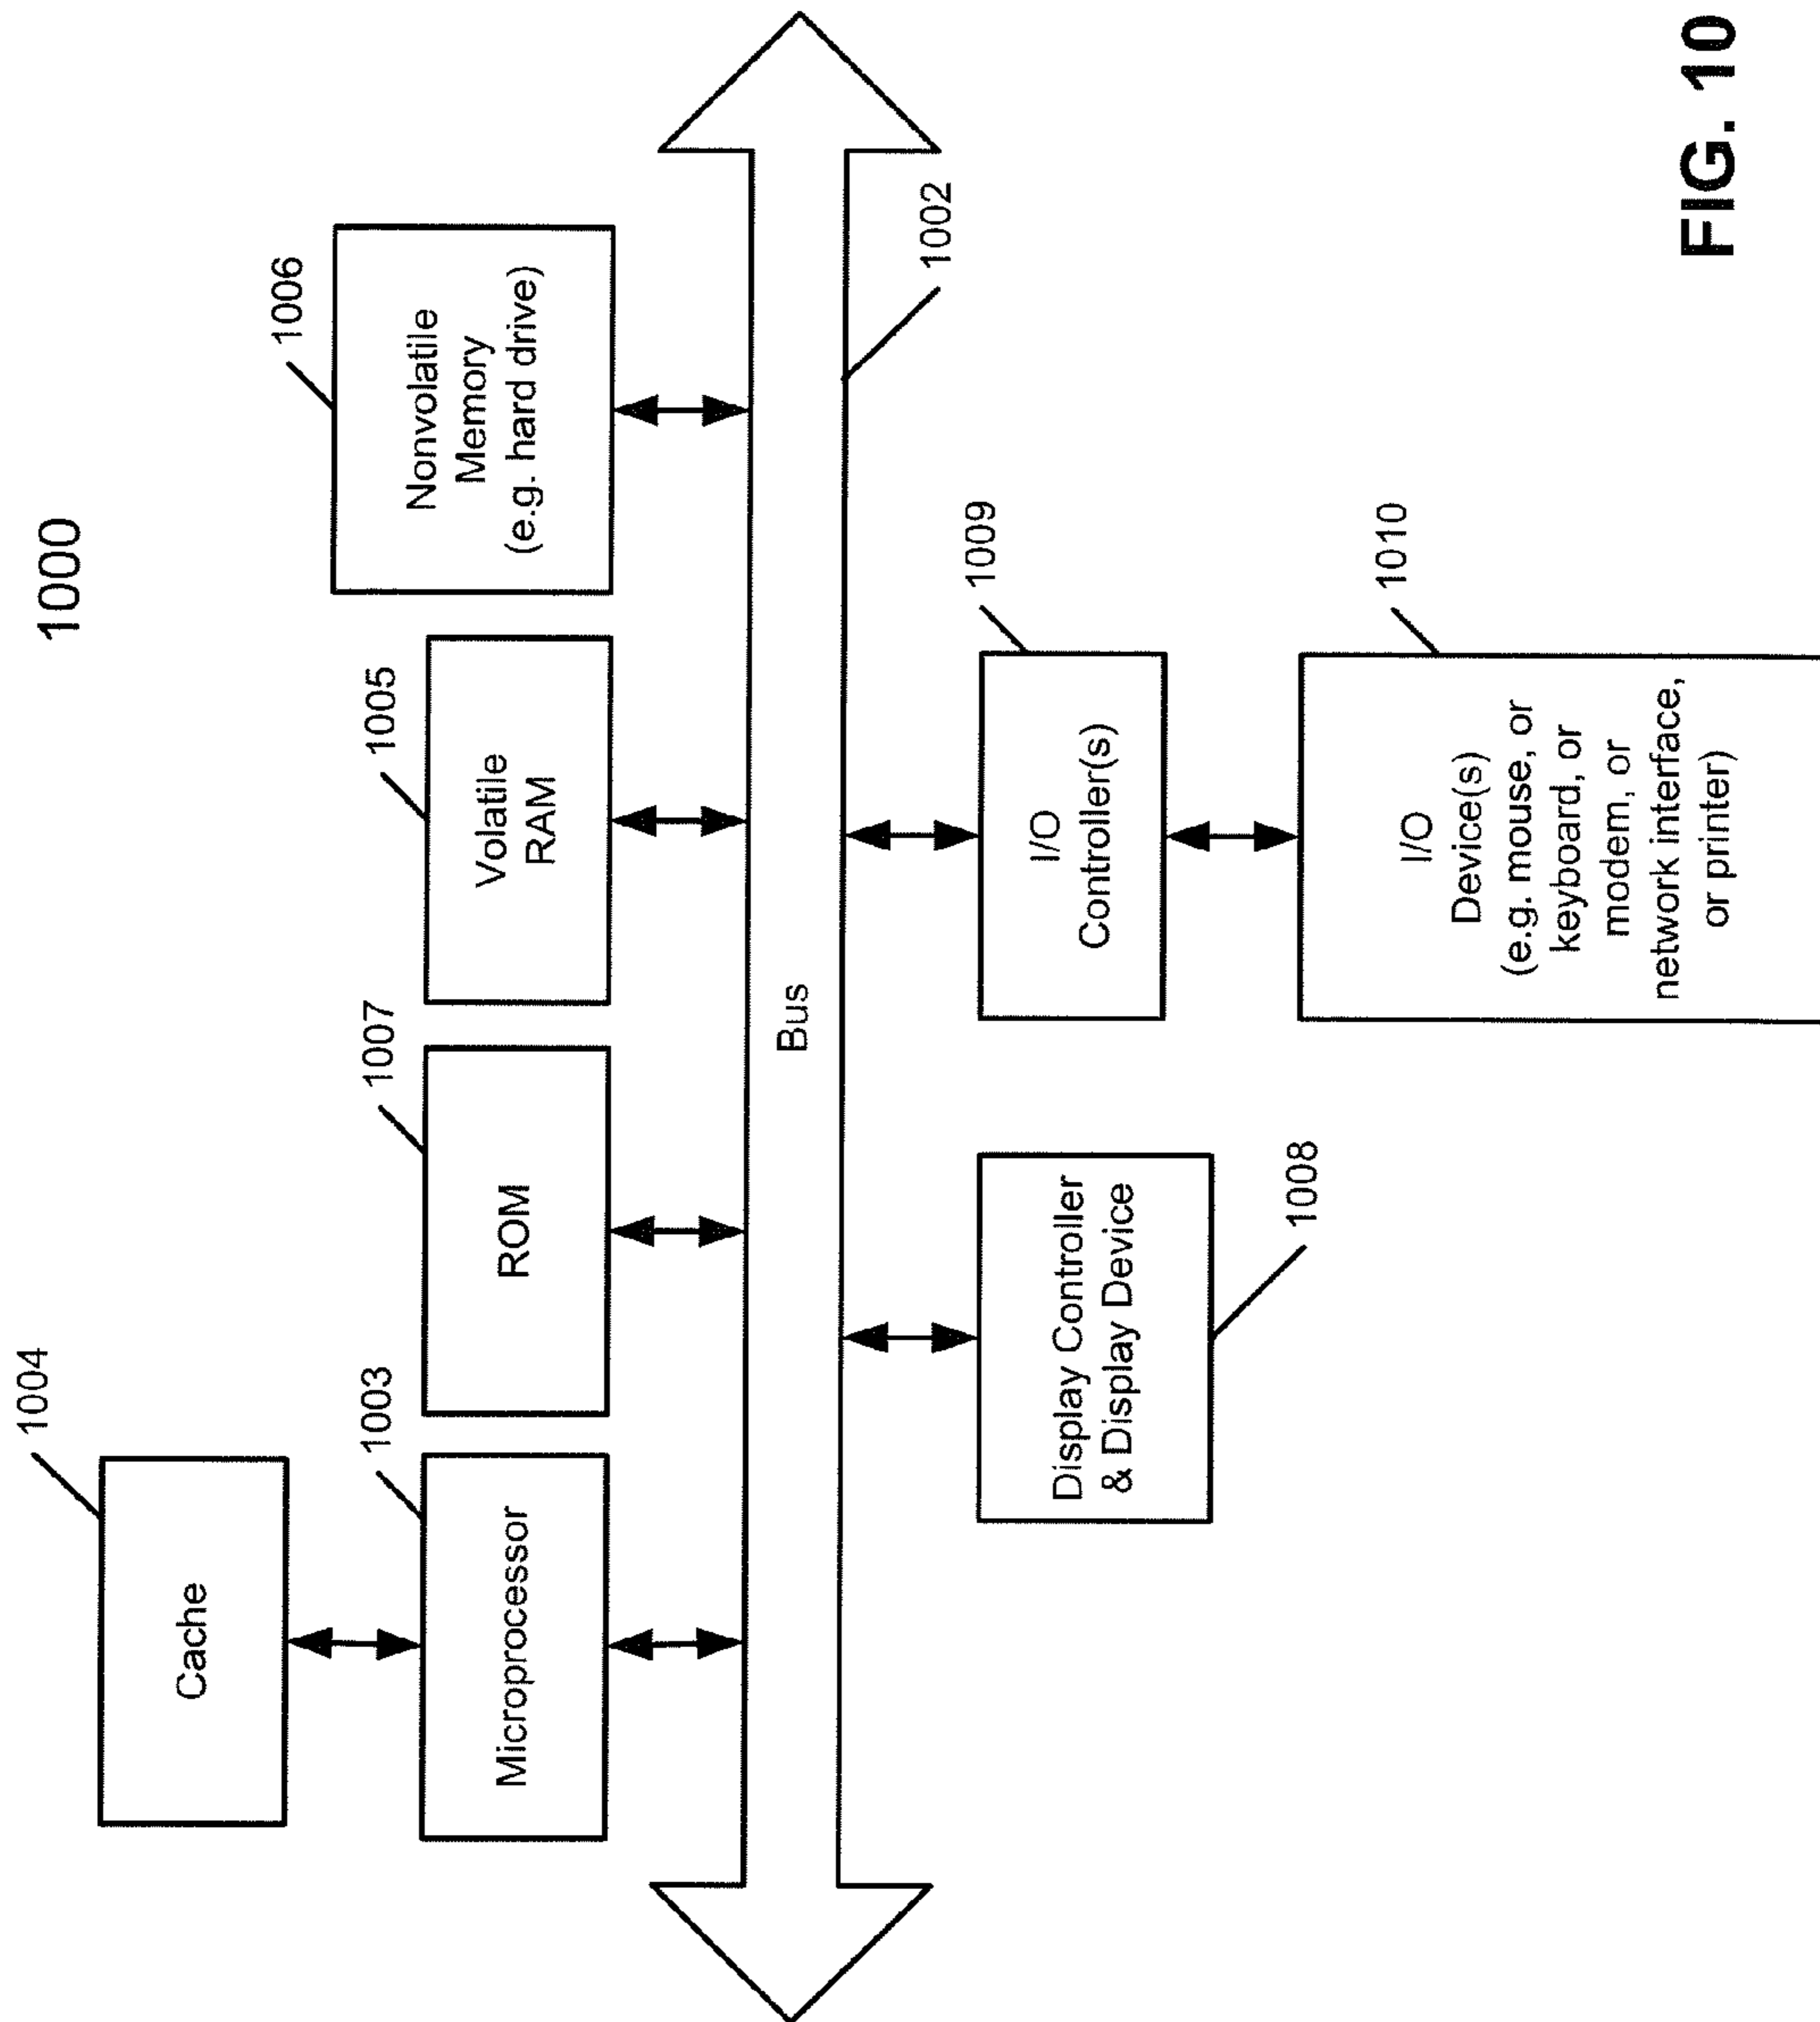 1000
1004
Cache
1003
Microprocessor
1007
ROM
1005
Volatile
RAM
1006
Nonvolatile
Memory
(e.g. hard drive)
Bus
1002
Display Controller
& Display Device
1008
1009
I/O
Controller(s)
1010
I/O
Device(s)
(e.g. mouse, or
keyboard, or
modem, or
network interface,
or printer)
FIG. 10